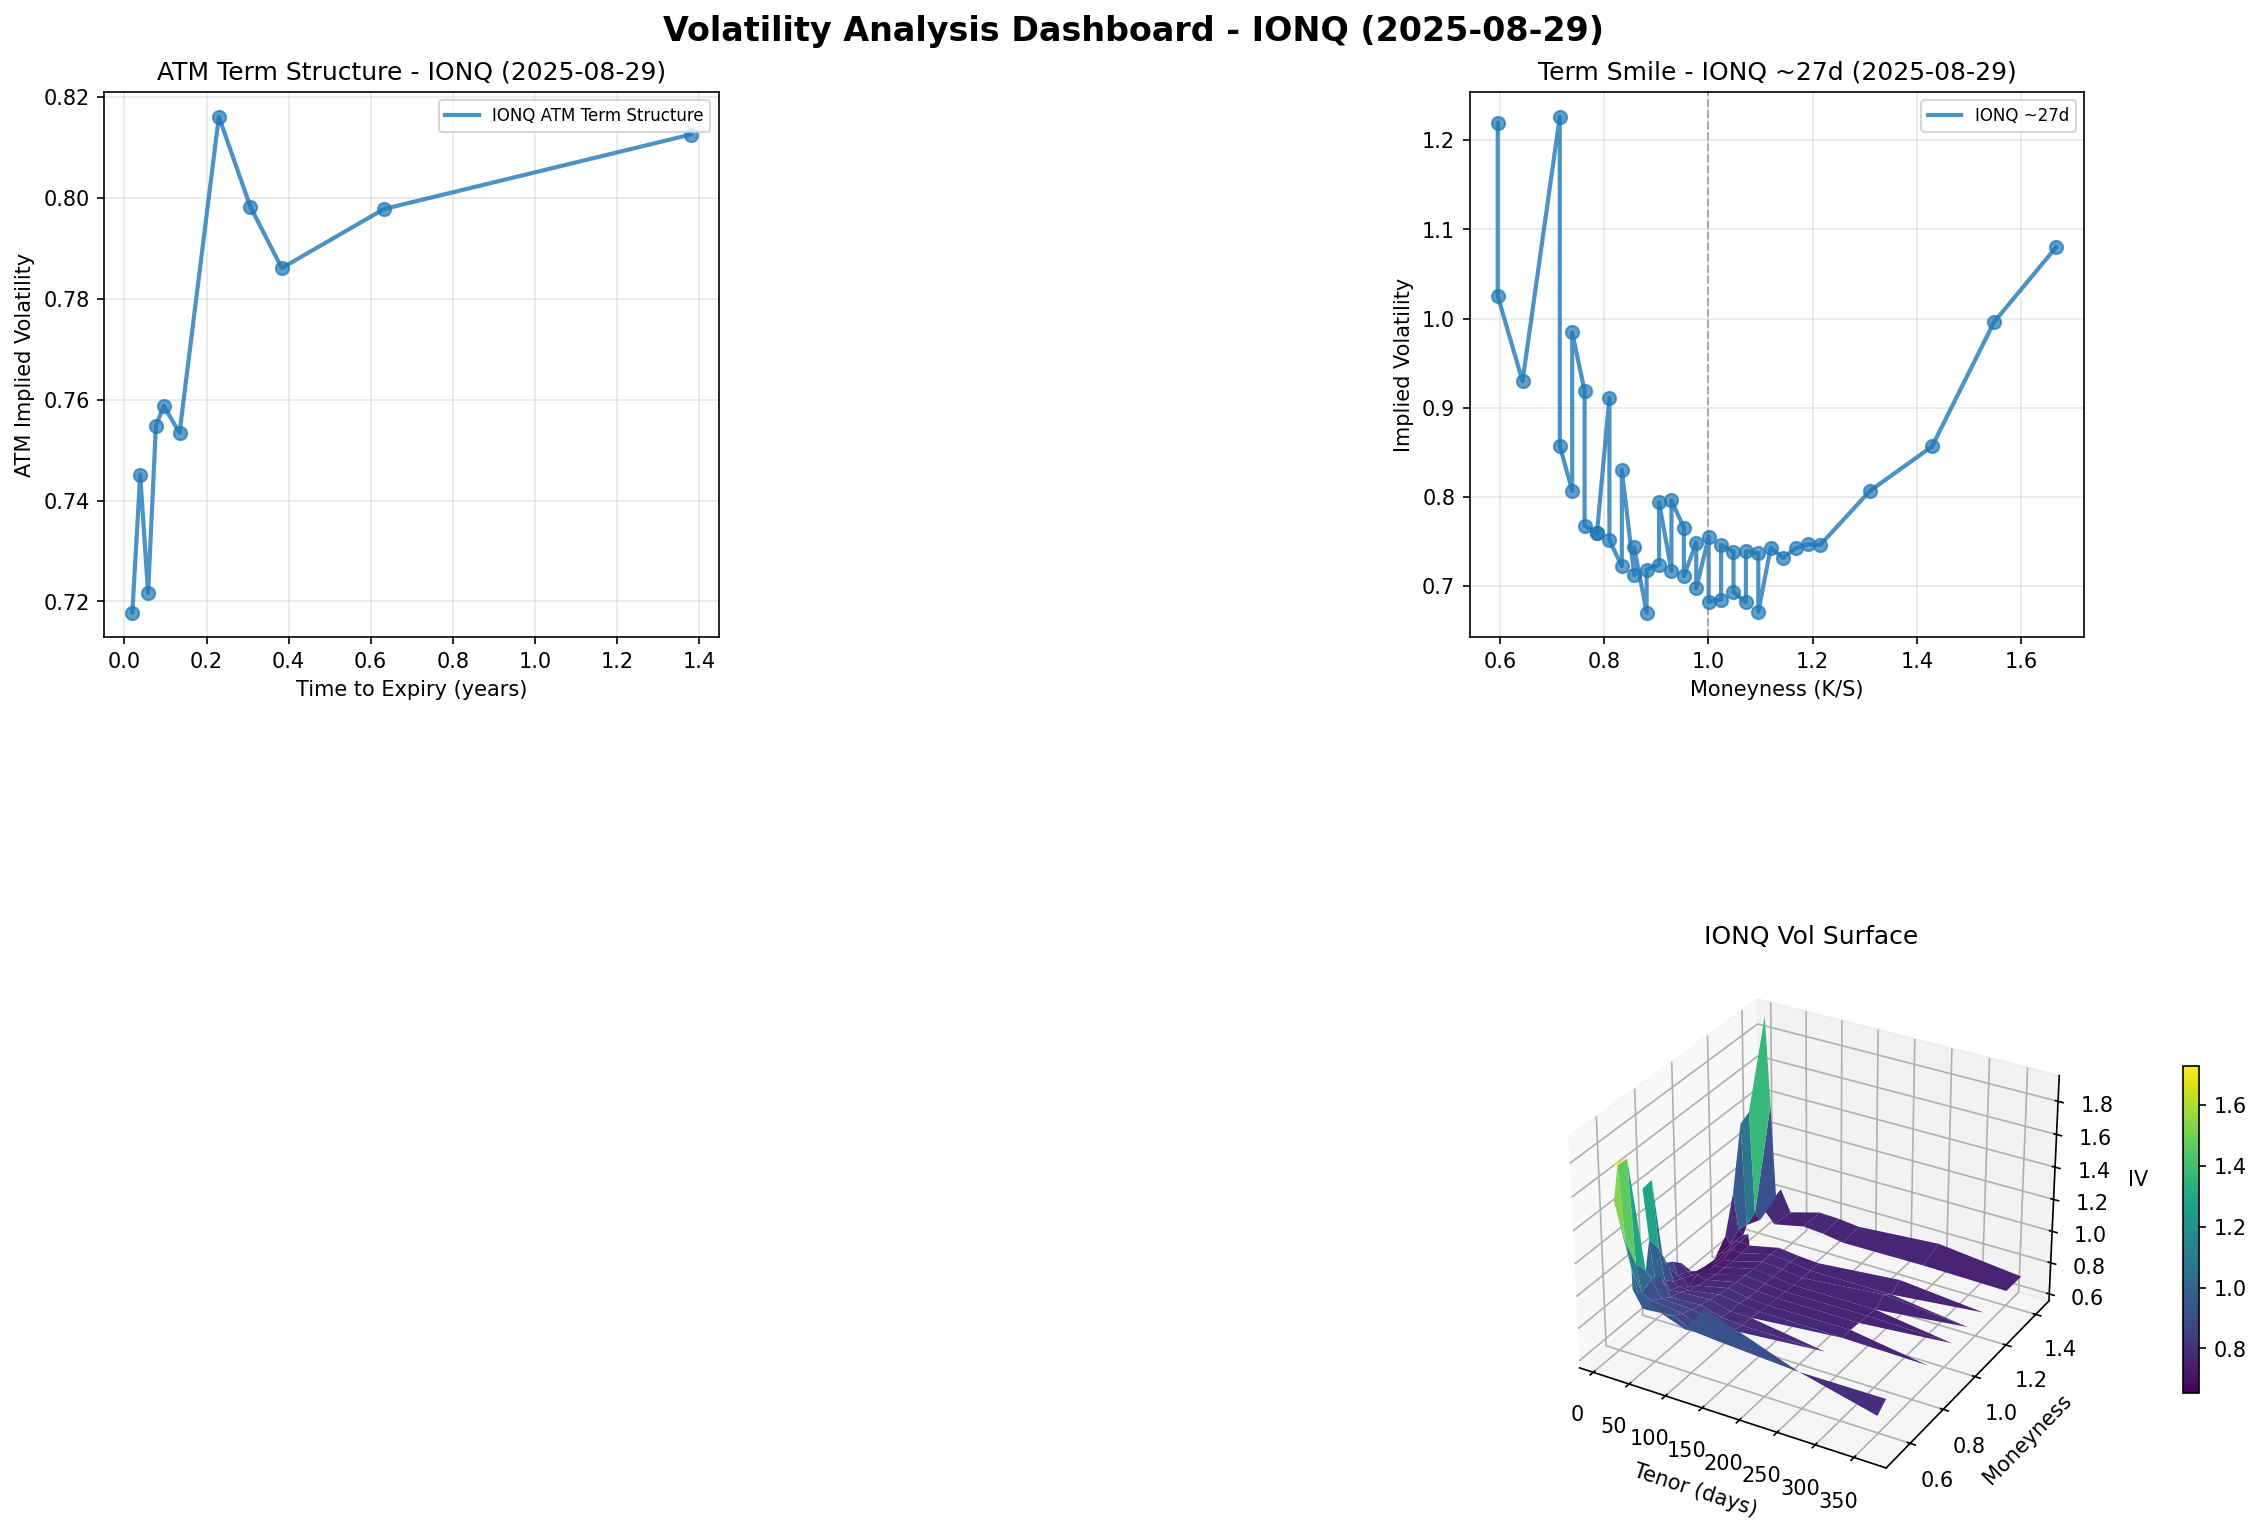 Volatility Analysis Dashboard - IONQ (2025-08-29)
ATM Term Structure - IONQ (2025-08-29)
IONQ ATM Term Structure
ATM Implied Volatility
0.82
0.80
0.78
0.76
0.74
0.72
0.0 0.2 0.4 0.6 0.8 1.0 1.2 1.4
Time to Expiry (years)
Term Smile - IONQ ~27d (2025-08-29)
IONQ ~27d
Implied Volatility
1.2
1.1
1.0
0.9
0.8
0.7
0.6 0.8 1.0 1.2 1.4 1.6
Moneyness (K/S)
IONQ Vol Surface
1.8
1.6
1.4
1.2
1.0
0.8
0.6
IV
0 50 100 150 200 250 300 350
Tenor (days)
0.6 0.8 1.0 1.2 1.4
Moneyness
1.6
1.4
1.2
1.0
0.8